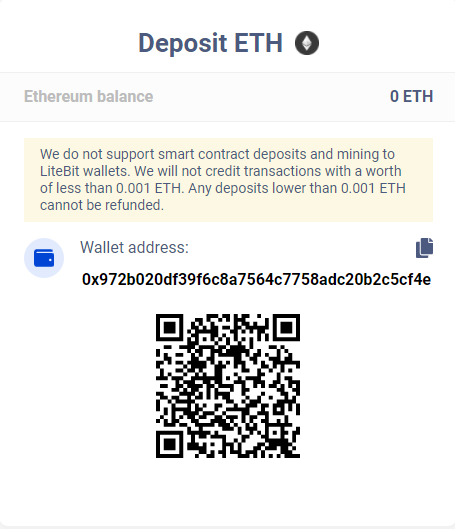 Deposit ETH
Ethereum balance 0 ETH
We do not support smart contract deposits and mining to
LiteBit wallets. We will not credit transactions with a worth
of less than 0.001 ETH. Any deposits lower than 0.001 ETH
cannot be refunded.
Wallet address:
0x972b020df39f6c8a7564c7758adc20b2c5cf4e